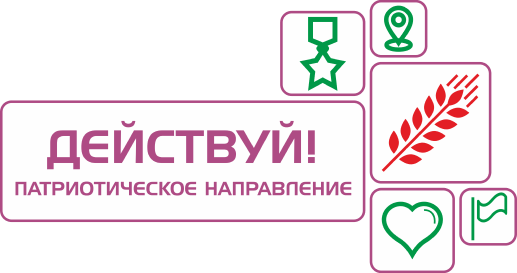 ДЕЙСТВУЙ!
ПАТРИОТИЧЕСКОЕ НАПРАВЛЕНИЕ